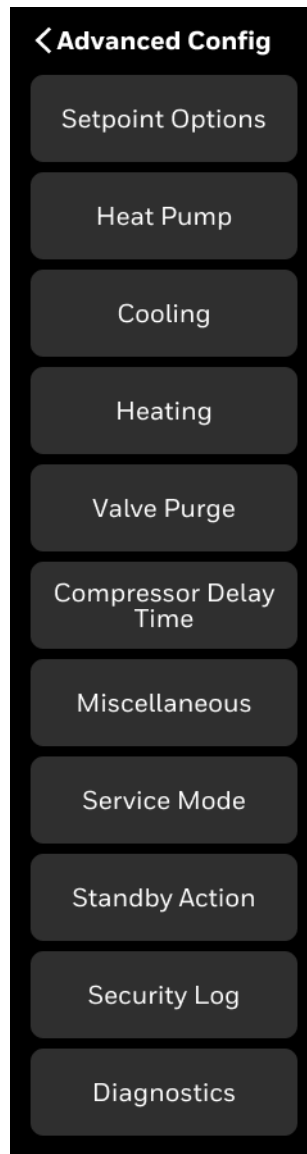 Advanced Config
Setpoint Options
Heat Pump
Cooling
Heating
Valve Purge
Compressor Delay
Time
Miscellaneous
Service Mode
Standby Action
Security Log
Diagnostics